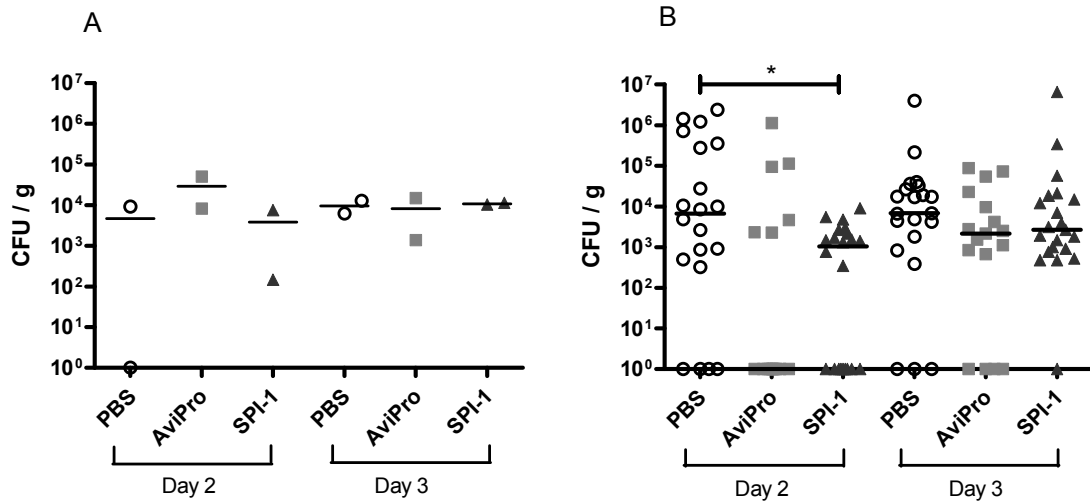 A
CFU / g
10⁷
10⁶
10⁵
10⁴
10³
10²
10¹
10⁰
PBS
AviPro
SPI-1
PBS
AviPro
SPI-1
Day 2
Day 3
B
*
CFU / g
10⁷
10⁶
10⁵
10⁴
10³
10²
10¹
10⁰
PBS
AviPro
SPI-1
PBS
AviPro
SPI-1
Day 2
Day 3